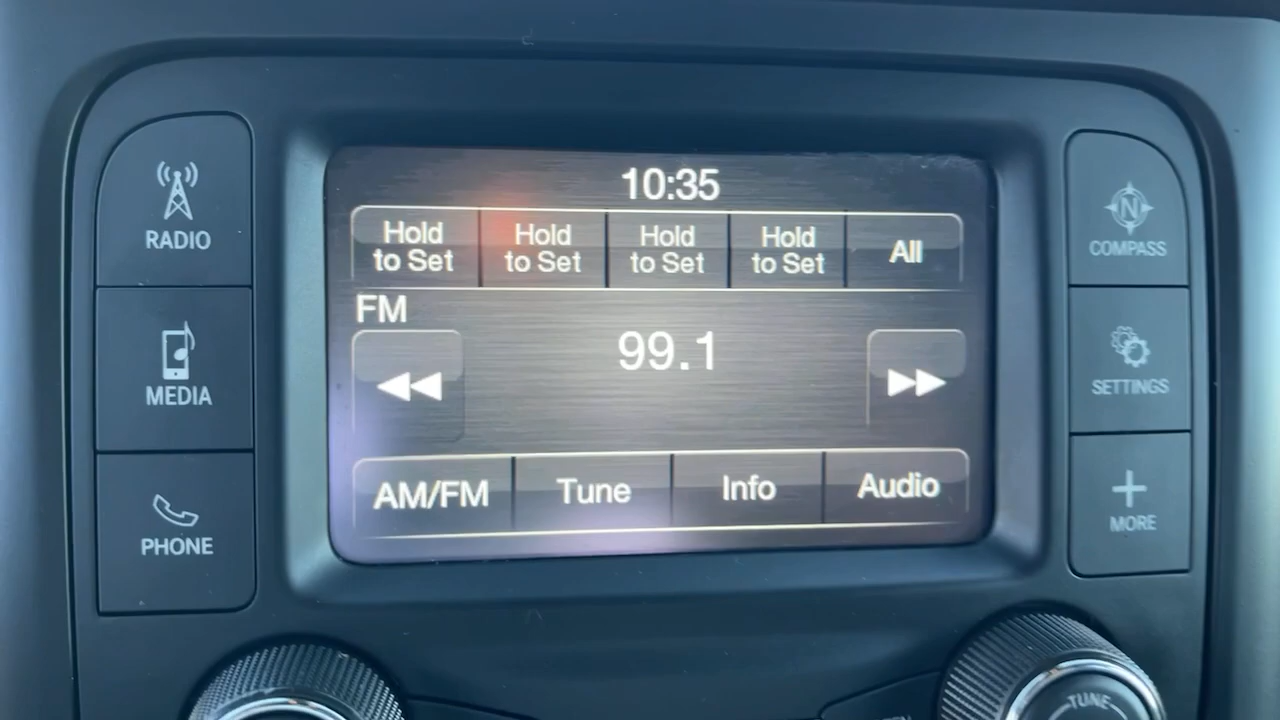 10:35
Hold to Set
Hold to Set
Hold to Set
Hold to Set
All
FM
99.1
AM/FM
Tune
Info
Audio
RADIO
MEDIA
PHONE
N
COMPASS
SETTINGS
MORE
TUNE